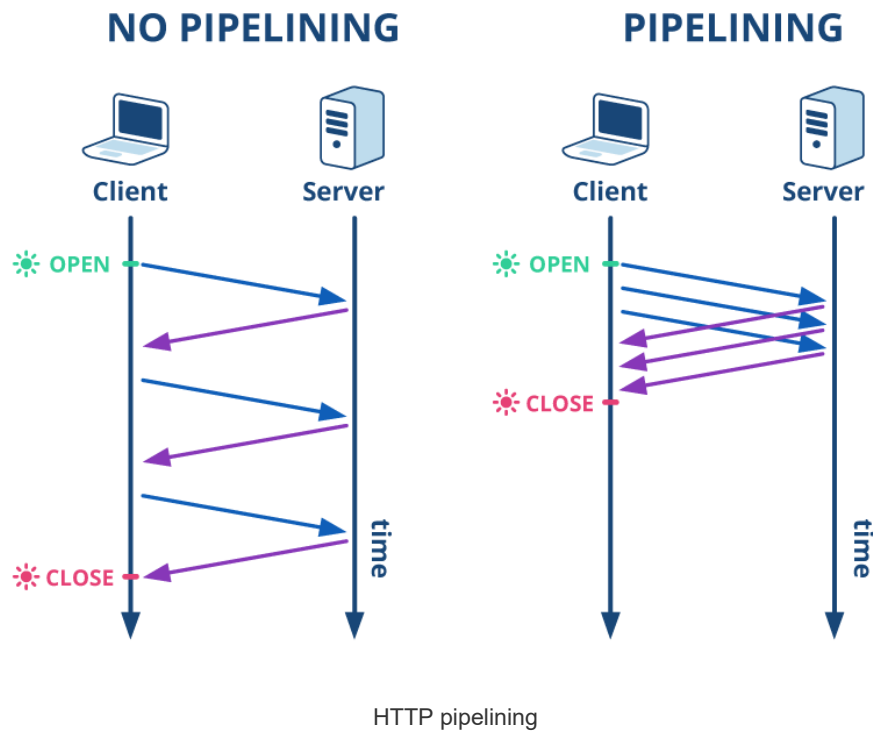 NO PIPELINING
PIPELINING
Client
Server
Client
Server
OPEN
OPEN
CLOSE
CLOSE
time
time
HTTP pipelining